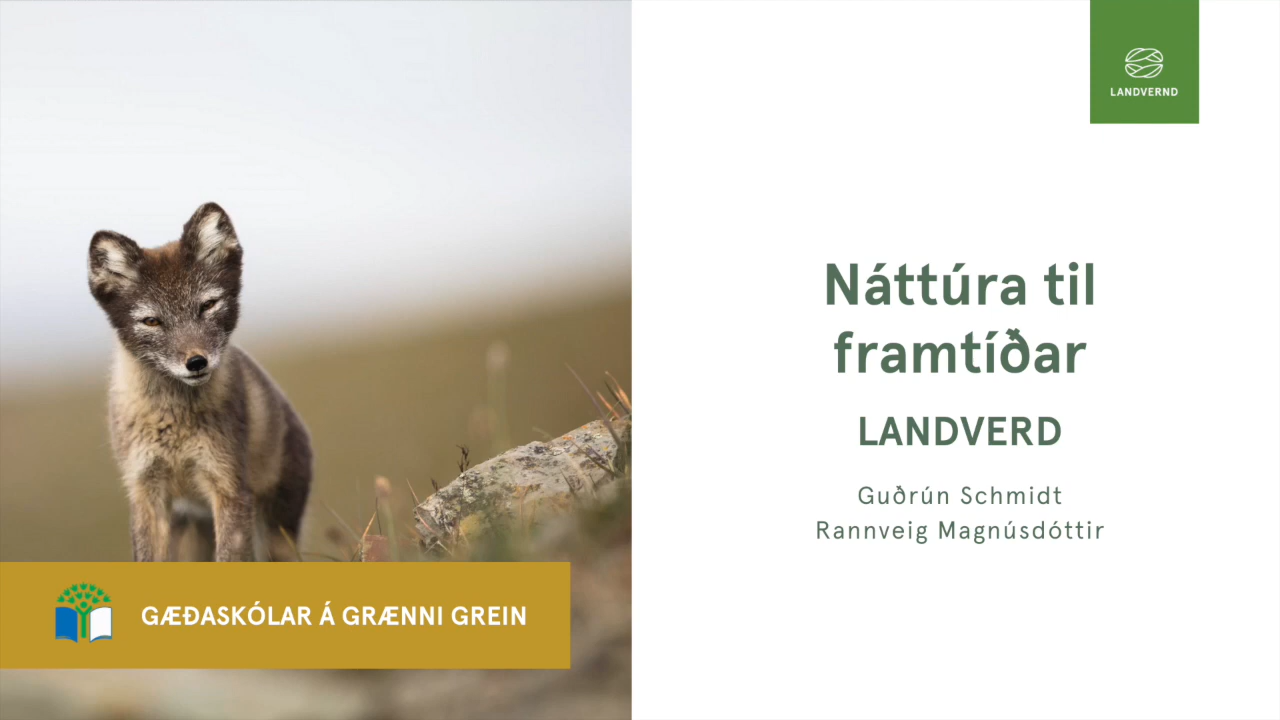 LANDVERND
Náttúra til
framtíðar
LANDVERD
Guðrún Schmidt
Rannveig Magnúsdóttir
GÆÐASKÓLAR Á GRÆNNI GREIN